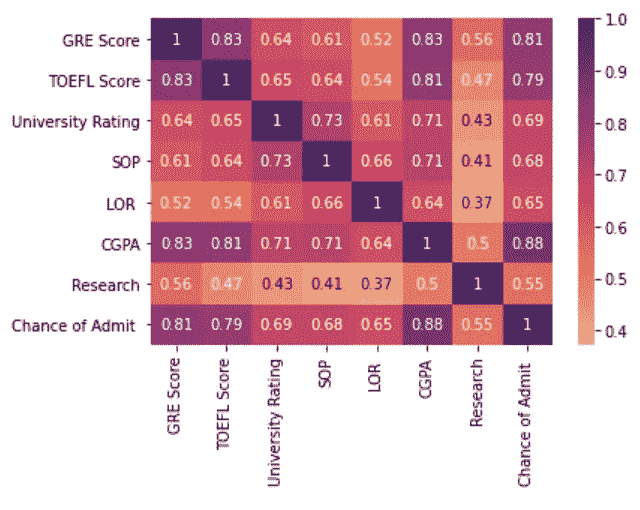 GRE Score 1 0.83 0.64 0.61 0.52 0.83 0.56 0.81
TOEFL Score 0.83 1 0.65 0.64 0.54 0.81 0.47 0.79
University Rating 0.64 0.65 1 0.73 0.61 0.71 0.43 0.69
SOP 0.61 0.64 0.73 1 0.66 0.71 0.41 0.68
LOR 0.52 0.54 0.61 0.66 1 0.64 0.37 0.65
CGPA 0.83 0.81 0.71 0.71 0.64 1 0.5 0.88
Research 0.56 0.47 0.43 0.41 0.37 0.5 1 0.55
Chance of Admit 0.81 0.79 0.69 0.68 0.65 0.88 0.55 1
GRE Score
TOEFL Score
University Rating
SOP
LOR
CGPA
Research
Chance of Admit
1.0
0.9
0.8
0.7
0.6
0.5
0.4